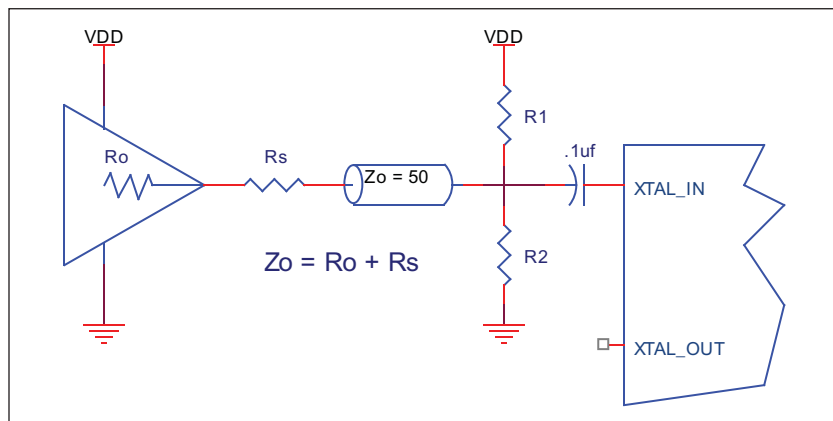 VDD
VDD
R1
Ro
Rs
Zo = 50
.1uf
XTAL_IN
R2
Zo = Ro + Rs
XTAL_OUT